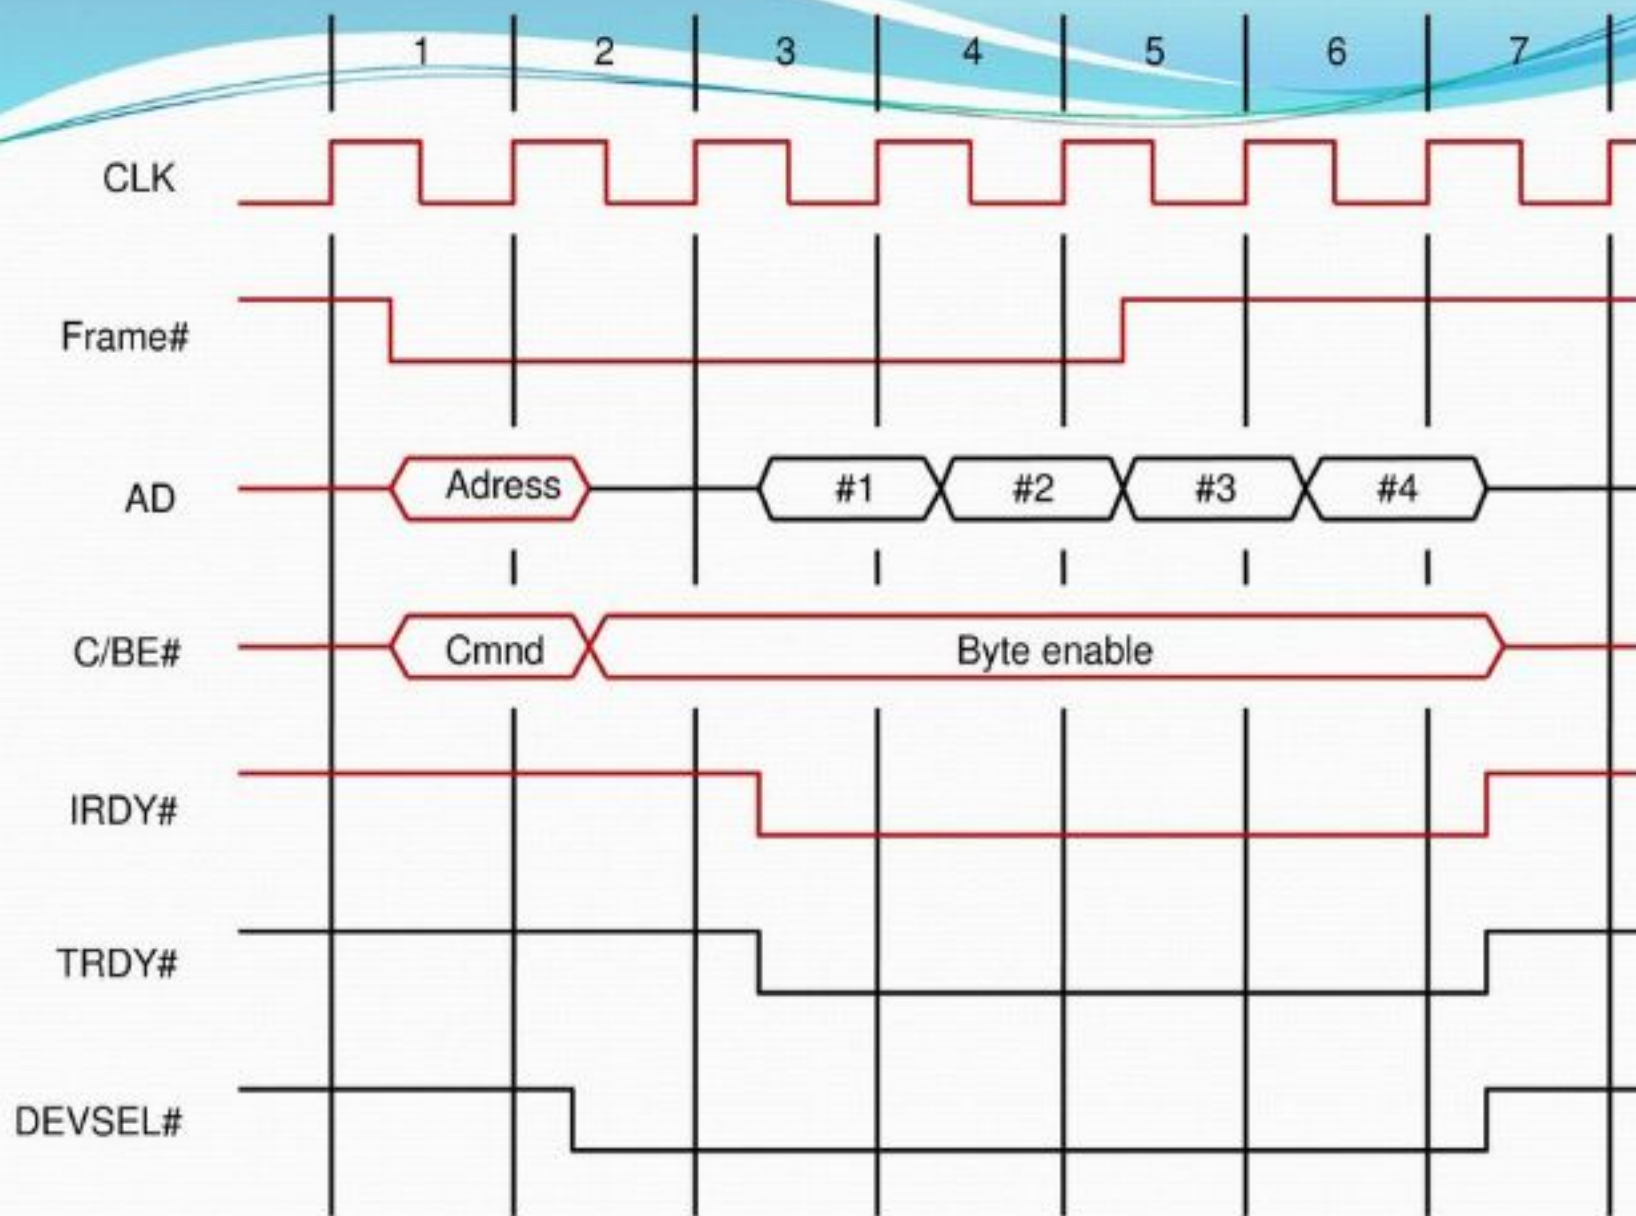 1 2 3 4 5 6 7
CLK
Frame#
AD Adress #1 #2 #3 #4
C/BE# Cmnd Byte enable
IRDY#
TRDY#
DEVSEL#